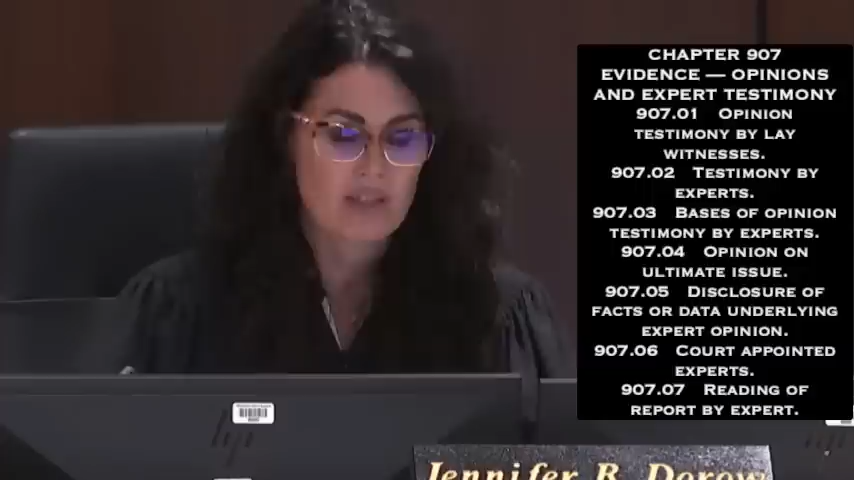 CHAPTER 907
EVIDENCE — OPINIONS
AND EXPERT TESTIMONY
907.01 OPINION
TESTIMONY BY LAY
WITNESSES.
907.02 TESTIMONY BY
EXPERTS.
907.03 BASES OF OPINION
TESTIMONY BY EXPERTS.
907.04 OPINION ON
ULTIMATE ISSUE.
907.05 DISCLOSURE OF
FACTS OR DATA UNDERLYING
EXPERT OPINION.
907.06 COURT APPOINTED
EXPERTS.
907.07 READING OF
REPORT BY EXPERT.
Jennifer R. Dorow